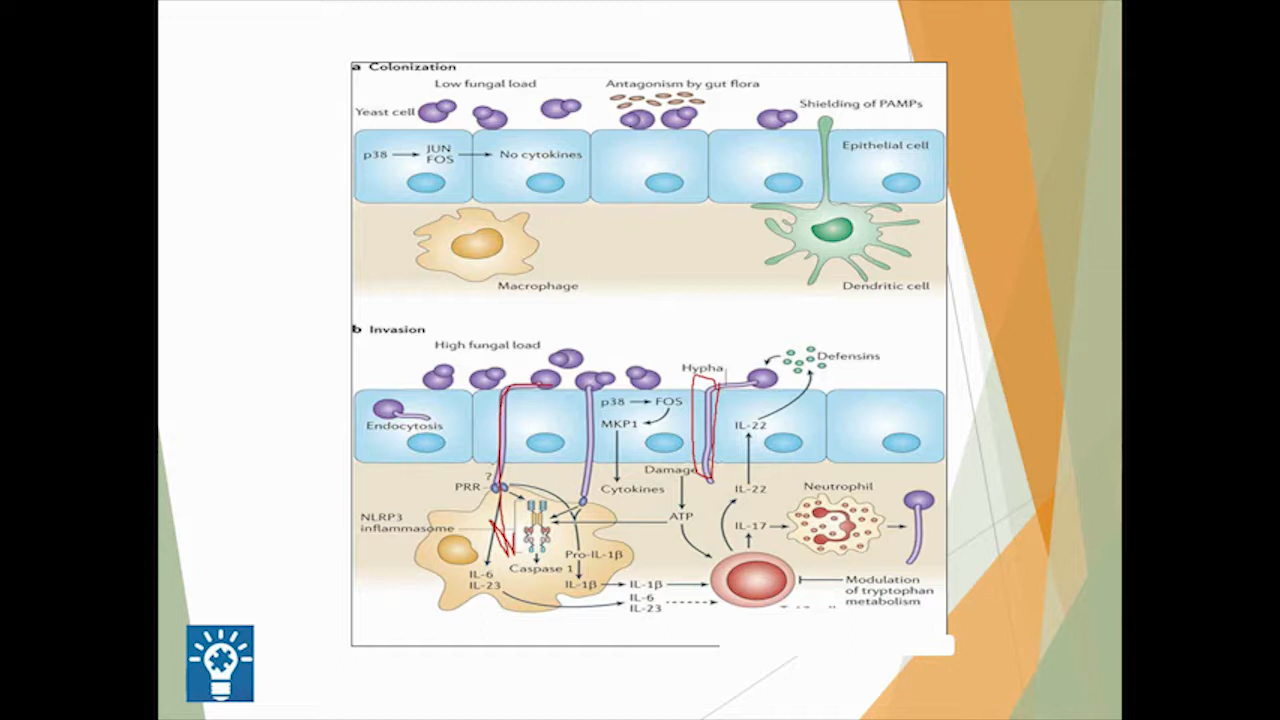 a Colonization
Low fungal load
Antagonism by gut flora
Yeast cell
Shielding of PAMPs
p38
JUN
FOS
No cytokines
Epithelial cell
Macrophage
Dendritic cell
b Invasion
High fungal load
Defensins
Hypha
Endocytosis
p38
FOS
MKP1
IL-22
Damage
?
PRR
Cytokines
IL-22
Neutrophil
NLRP3
inflammasome
ATP
IL-17
Pro-IL-1β
Caspase 1
IL-6
IL-23
IL-1β
IL-1β
IL-6
IL-23
Modulation
of tryptophan
metabolism